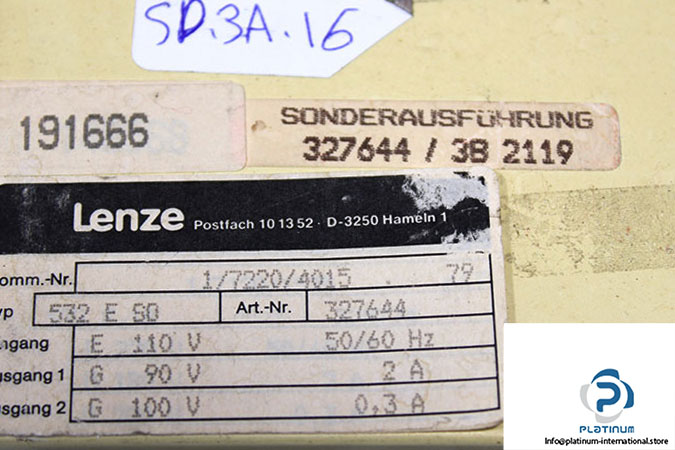 SD.3A.16
191666
SONDERAUSFÜHRUNG
327644 / 3B 2119
Lenze Postfach 10 13 52 · D-3250 Hameln 1
omm.-Nr. 1/7220/4015 . 79
yp 532 E SO Art.-Nr. 327644
ngang E 110 V 50/60 Hz
usgang 1 G 90 V 2 A
usgang 2 G 100 V 0,3 A
PLATINUM
Info@platinum-international.store